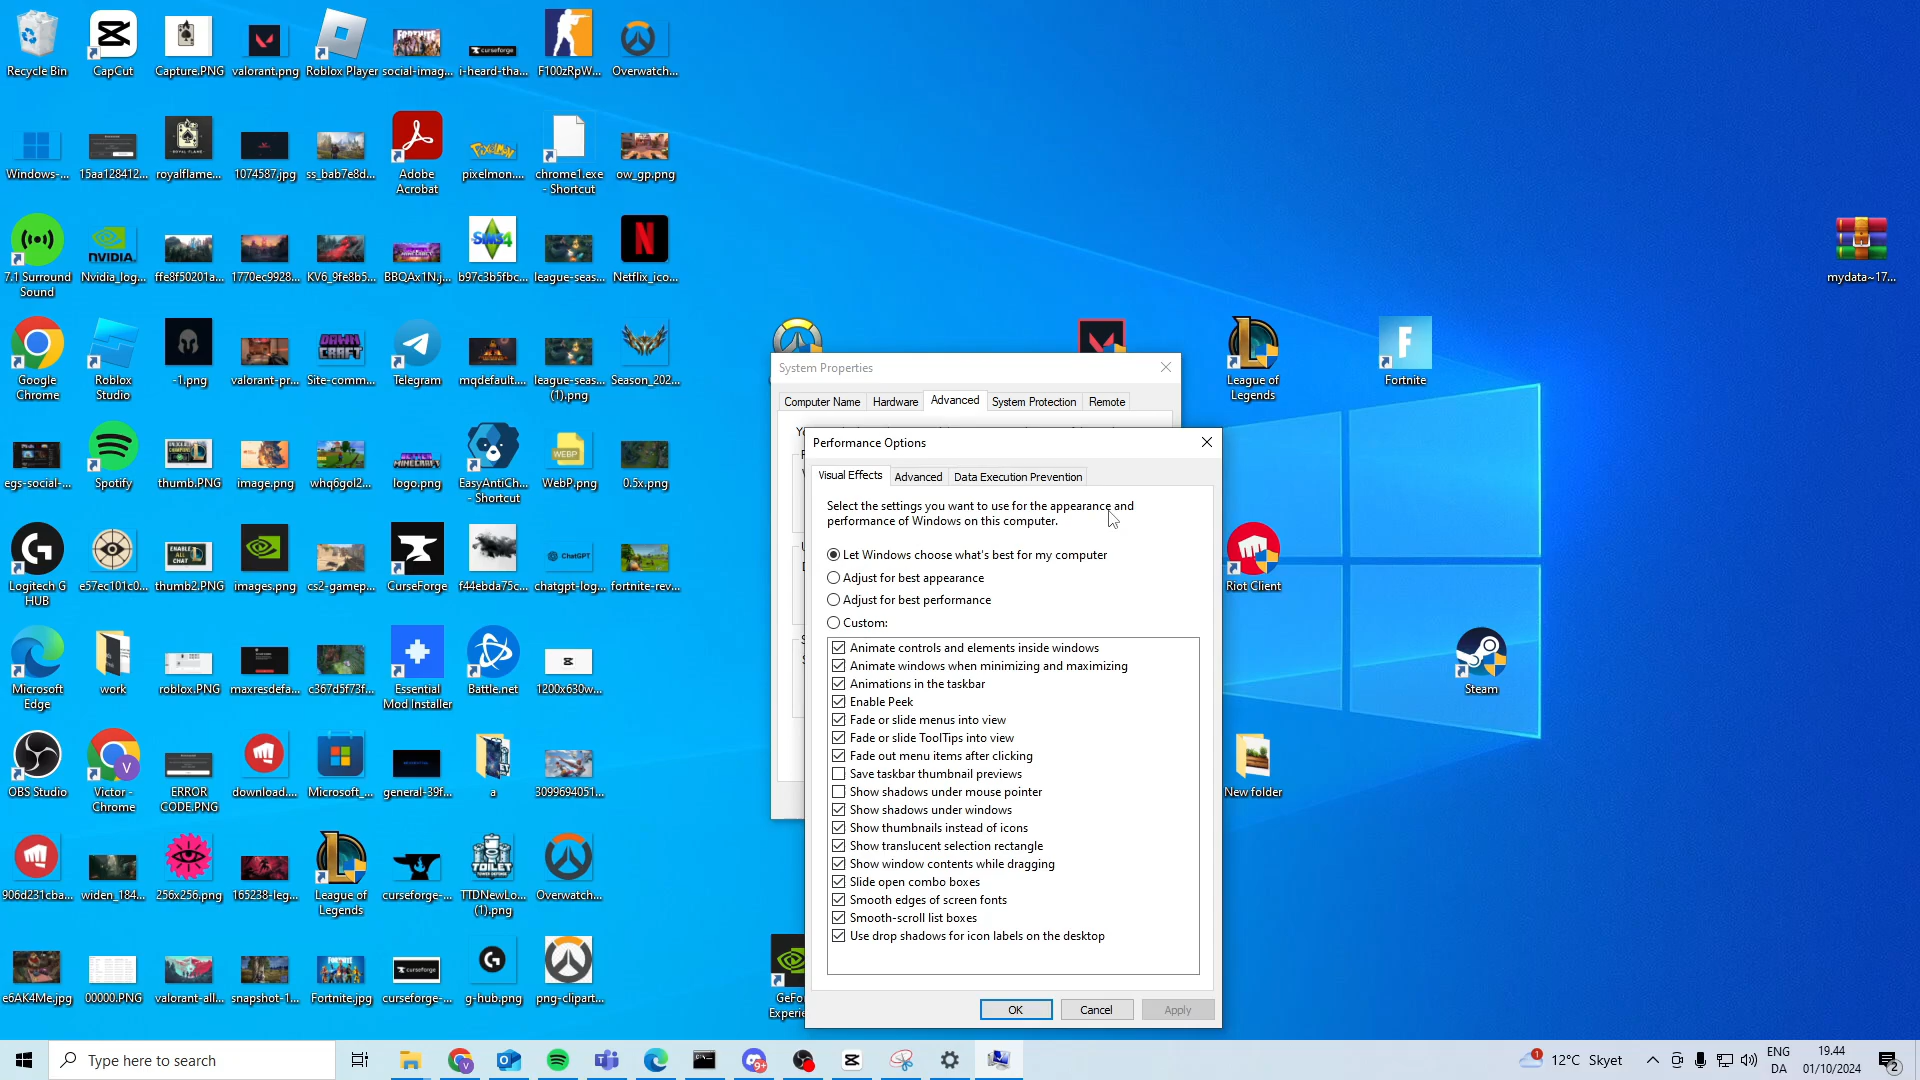 Recycle Bin
CapCut
Capture.PNG
valorant.png
Roblox Player
social-imag...
i-heard-tha...
F100zRpW...
Overwatch...
Windows-...
15aa128412...
royalflame...
1074587.jpg
ss_bab7e8d...
Adobe
Acrobat
pixelmon....
chrome1.exe
- Shortcut
ow_gp.png
7.1 Surround
Sound
Nvidia_log...
ffe8f50201a...
1770ec9928...
KV6_9fe8b5...
BBQAx1N.j...
b97c3b5fbc...
league-seas...
Netflix_ico...
mydata~17...
Google
Chrome
Roblox
Studio
-1.png
valorant-pr...
Site-comm...
Telegram
mqdefault....
league-seas...
(1).png
Season_202...
League of
Legends
Fortnite
egs-social-...
Spotify
thumb.PNG
image.png
whq6gol2...
logo.png
EasyAntiCh...
- Shortcut
WebP.png
0.5x.png
Logitech G
HUB
e57ec101c0...
thumb2.PNG
images.png
cs2-gamep...
CurseForge
f44ebda75c...
chatgpt-log...
fortnite-rev...
Riot Client
Microsoft
Edge
work
roblox.PNG
maxresdefa...
c367d5f73f...
Essential
Mod Installer
Battle.net
1200x630w...
Steam
OBS Studio
Victor -
Chrome
ERROR
CODE.PNG
download....
Microsoft_...
general-39f...
a
3099694051...
New folder
906d231cba...
widen_184...
256x256.png
165238-leg...
League of
Legends
curseforge-...
TTDNewLo...
(1).png
Overwatch...
e6AK4Me.jpg
00000.PNG
valorant-all...
snapshot-1...
Fortnite.jpg
curseforge-...
g-hub.png
png-clipart...
System Properties
Computer Name
Hardware
Advanced
System Protection
Remote
Performance Options
Visual Effects
Advanced
Data Execution Prevention
Select the settings you want to use for the appearance and
performance of Windows on this computer.
Let Windows choose what's best for my computer
Adjust for best appearance
Adjust for best performance
Custom:
Animate controls and elements inside windows
Animate windows when minimizing and maximizing
Animations in the taskbar
Enable Peek
Fade or slide menus into view
Fade or slide ToolTips into view
Fade out menu items after clicking
Save taskbar thumbnail previews
Show shadows under mouse pointer
Show shadows under windows
Show thumbnails instead of icons
Show translucent selection rectangle
Show window contents while dragging
Slide open combo boxes
Smooth edges of screen fonts
Smooth-scroll list boxes
Use drop shadows for icon labels on the desktop
OK
Cancel
Apply
Type here to search
9+
1
12°C Skyet
ENG
DA
19.44
01/10/2024
2